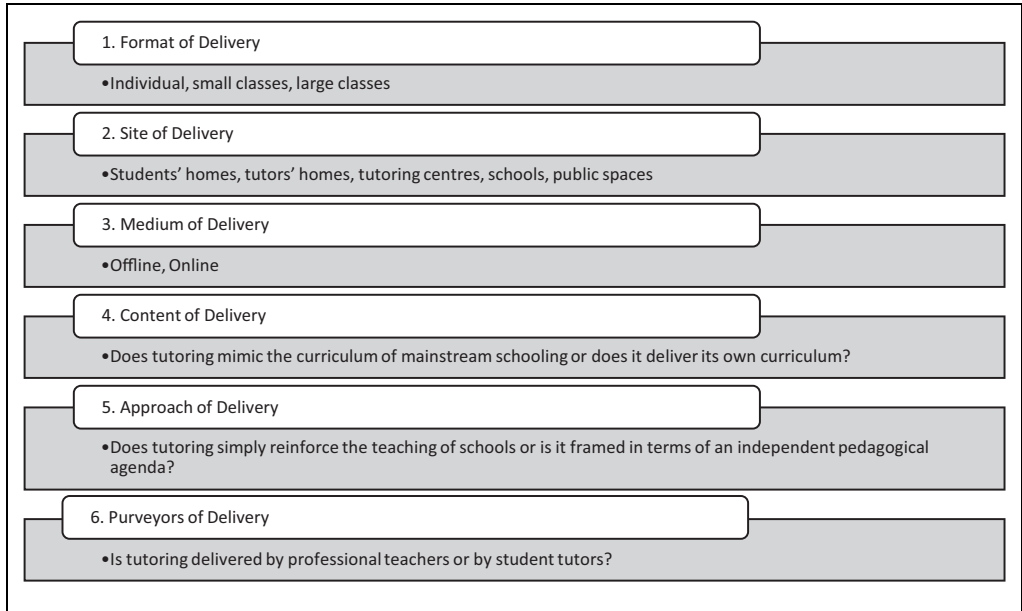 1. Format of Delivery
•Individual, small classes, large classes
2. Site of Delivery
•Students’ homes, tutors’ homes, tutoring centres, schools, public spaces
3. Medium of Delivery
•Offline, Online
4. Content of Delivery
•Does tutoring mimic the curriculum of mainstream schooling or does it deliver its own curriculum?
5. Approach of Delivery
•Does tutoring simply reinforce the teaching of schools or is it framed in terms of an independent pedagogical
agenda?
6. Purveyors of Delivery
•Is tutoring delivered by professional teachers or by student tutors?